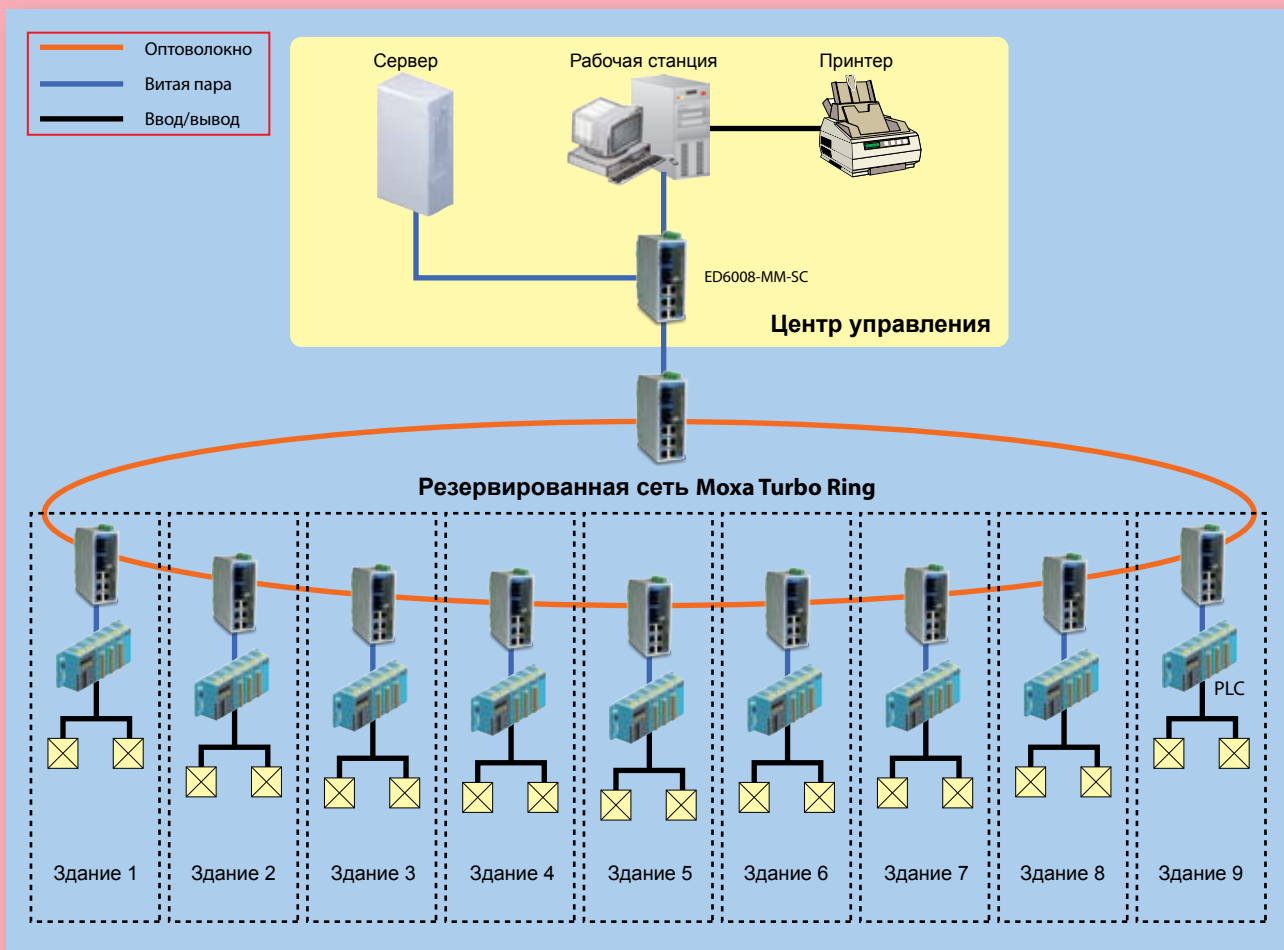 Оптоволокно
Витая пара
Ввод/вывод
Сервер
Рабочая станция
Принтер
ED6008-MM-SC
Центр управления
Резервированная сеть Moxa Turbo Ring
PLC
Здание 1
Здание 2
Здание 3
Здание 4
Здание 5
Здание 6
Здание 7
Здание 8
Здание 9